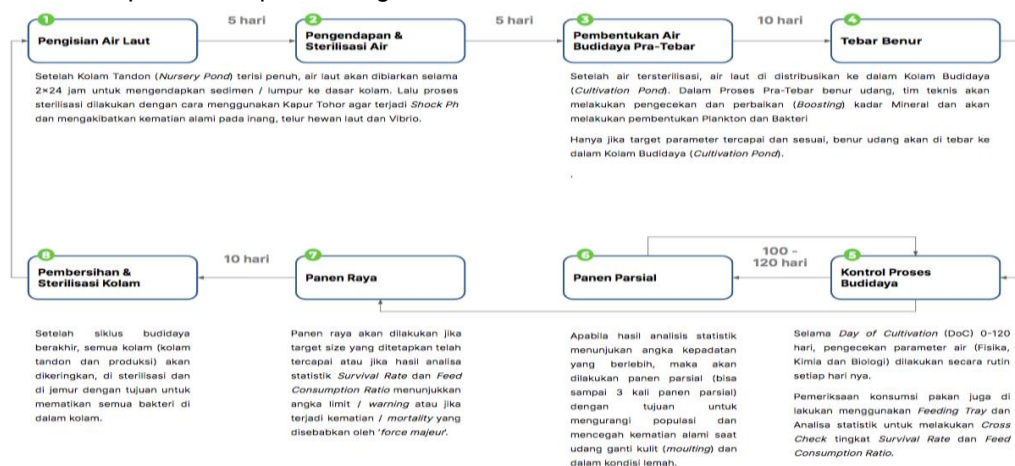 1
5 hari
2
5 hari
3
10 hari
4
Pengisian Air Laut
Pengendapan &
Sterilisasi Air
Pembentukan Air
Budidaya Pra-Tebar
Tebar Benur
Setelah Kolam Tandon (Nursery Pond) terisi penuh, air laut akan dibiarkan selama
2×24 jam untuk mengendapkan sedimen / lumpur ke dasar kolam. Lalu proses
sterilisasi dilakukan dengan cara menggunakan Kapur Tohor agar terjadi Shock Ph
dan mengakibatkan kematian alami pada inang, telur hewan laut dan Vibrio.
Setelah air tersterilisasi, air laut di distribusikan ke dalam Kolam Budidaya
(Cultivation Pond). Dalam Proses Pra-Tebar benur udang, tim teknis akan
melakukan pengecekan dan perbaikan (Boosting) kadar Mineral dan akan
melakukan pembentukan Plankton dan Bakteri
Hanya jika target parameter tercapai dan sesuai, benur udang akan di tebar ke
dalam Kolam Budidaya (Cultivation Pond).
.
8
10 hari
7
6
100 -
120 hari
5
Pembersihan &
Sterilisasi Kolam
Panen Raya
Panen Parsial
Kontrol Proses
Budidaya
Setelah siklus budidaya
berakhir, semua kolam (kolam
tandon dan produksi) akan
dikeringkan, di sterilisasi dan
di jemur dengan tujuan untuk
mematikan semua bakteri di
dalam kolam.
Panen raya akan dilakukan jika
target size yang ditetapkan telah
tercapai atau jika hasil analisa
statistik Survival Rate dan Feed
Consumption Ratio menunjukkan
angka limit / warning atau jika
terjadi kematian / mortality yang
disebabkan oleh 'force majeur'.
Apabila hasil analisis statistik
menunjukan angka kepadatan
yang berlebih, maka akan
dilakukan panen parsial (bisa
sampai 3 kali panen parsial)
dengan tujuan untuk
mengurangi populasi dan
mencegah kematian alami saat
udang ganti kulit (moulting) dan
dalam kondisi lemah.
Selama Day of Cultivation (DoC) 0-120
hari, pengecekan parameter air (Fisika,
Kimia dan Biologi) dilakukan secara rutin
setiap hari nya.
Pemeriksaan konsumsi pakan juga di
lakukan menggunakan Feeding Tray dan
Analisa statistik untuk melakukan Cross
Check tingkat Survival Rate dan Feed
Consumption Ratio.